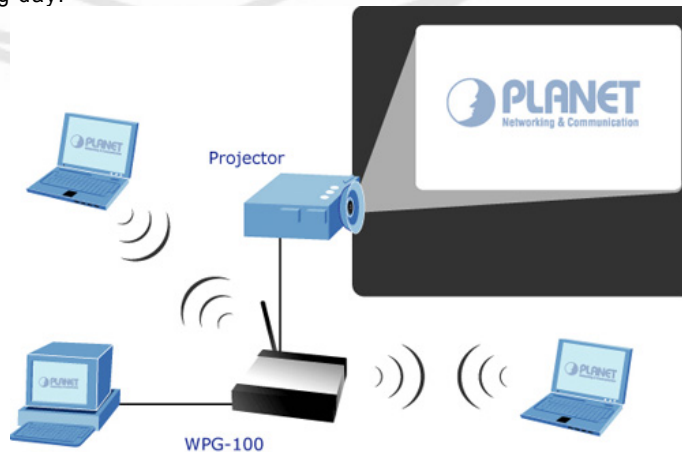 g day.
PLANET
Networking & Communication
PLANET
Projector
PLANET
PLANET
WPG-100